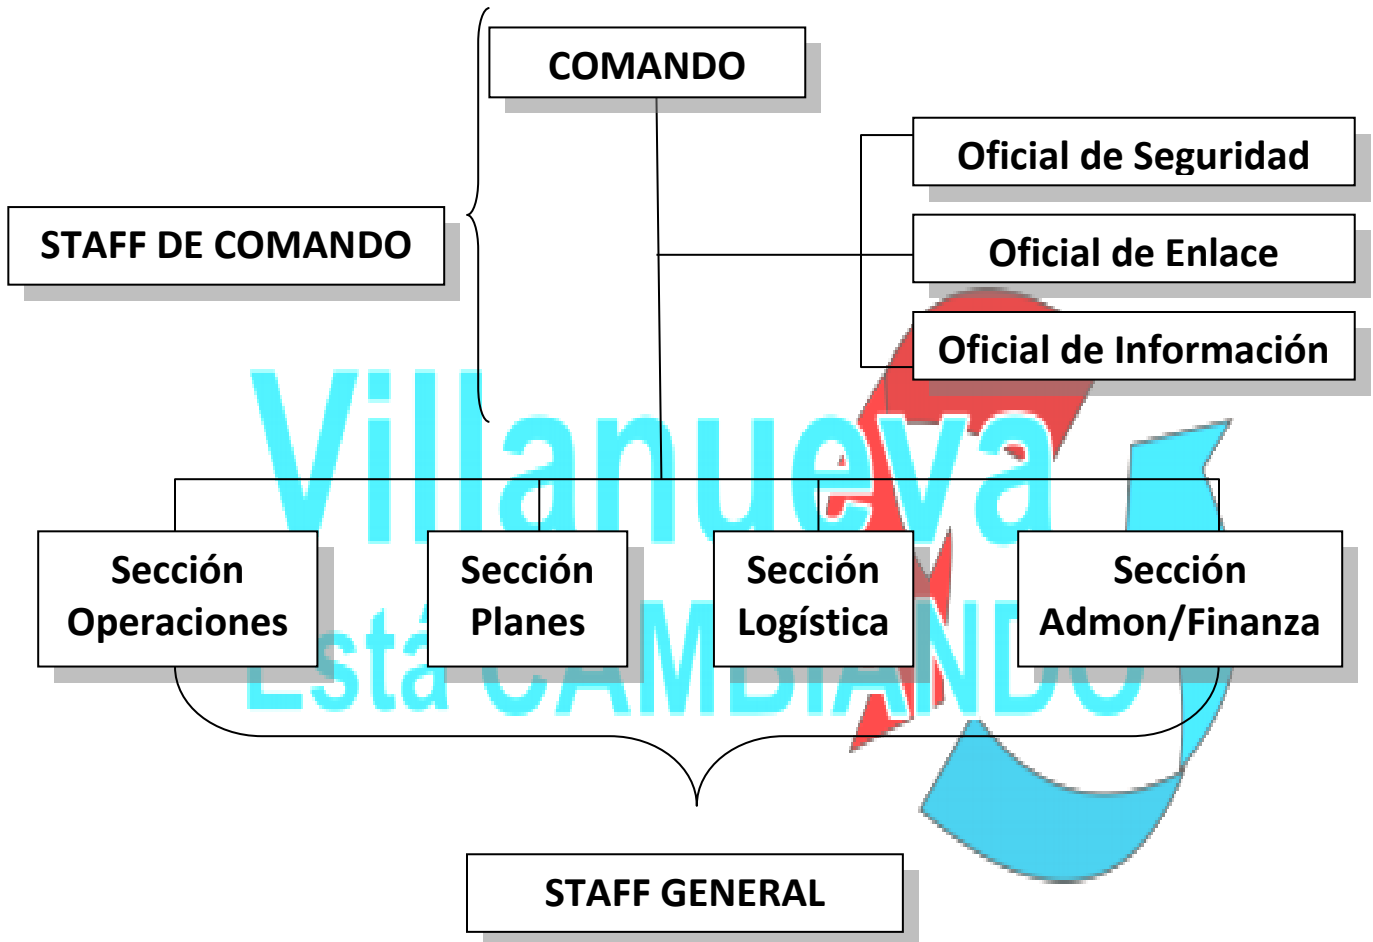 COMANDO
Oficial de Seguridad
STAFF DE COMANDO
Oficial de Enlace
Oficial de Información
Villanueva
Sección
Operaciones
Sección
Planes
Sección
Logística
Sección
Admon/Finanza
Está CAMBIANDO
STAFF GENERAL